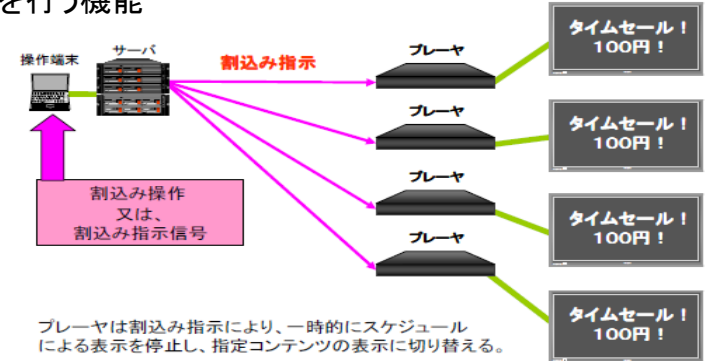 を行う機能
操作端末
サーバ
割込み指示
プレーヤ
タイムセール！
100円！
プレーヤ
タイムセール！
100円！
割込み操作
又は、
割込み指示信号
プレーヤ
タイムセール！
100円！
プレーヤ
タイムセール！
100円！
プレーヤは割込み指示により、一時的にスケジュール
による表示を停止し、指定コンテンツの表示に切り替える。